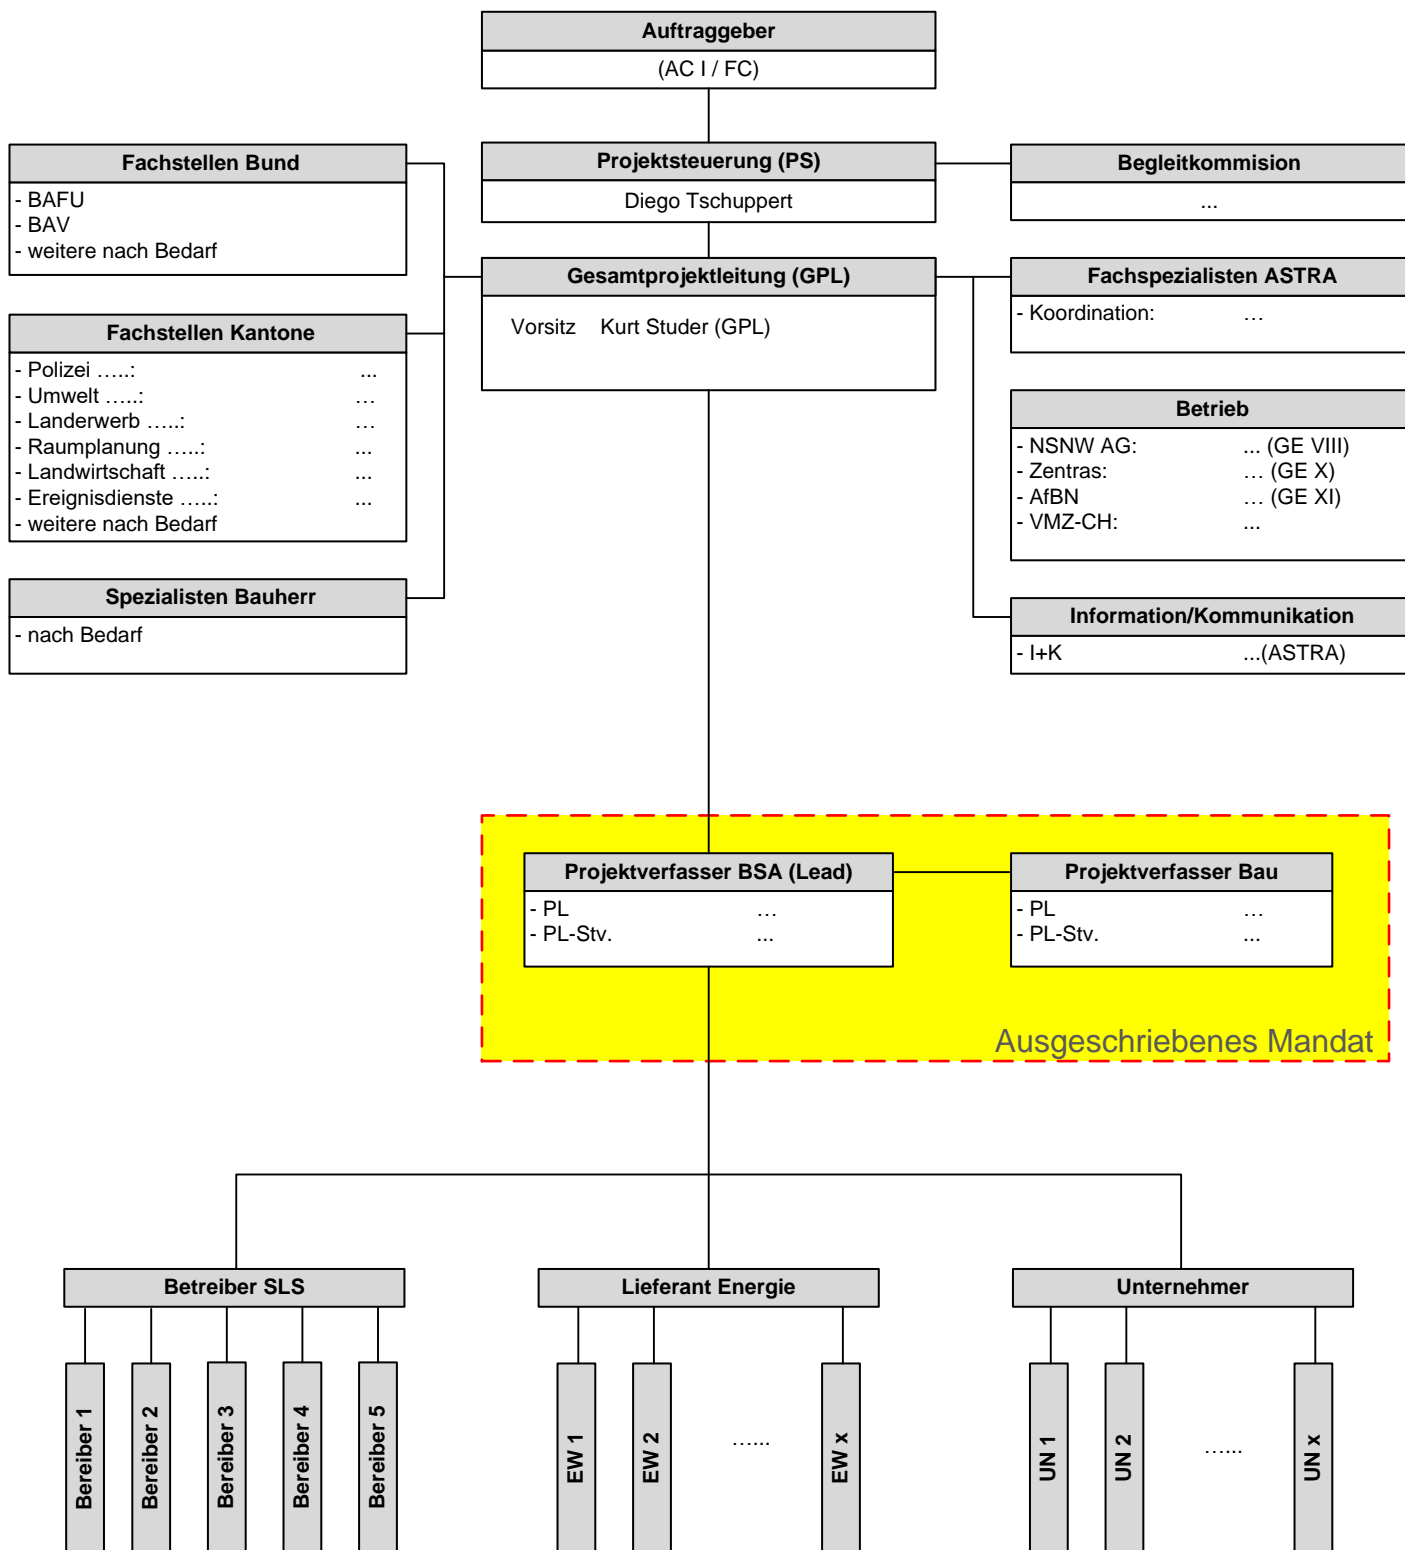 Auftraggeber
(AC I / FC)
Fachstellen Bund
- BAFU
- BAV
- weitere nach Bedarf
Projektsteuerung (PS)
Diego Tschuppert
Begleitkommision
...
Gesamtprojektleitung (GPL)
Vorsitz Kurt Studer (GPL)
Fachspezialisten ASTRA
- Koordination: …
Fachstellen Kantone
- Polizei …..: ...
- Umwelt …..: …
- Landerwerb …..: …
- Raumplanung …..: ...
- Landwirtschaft …..: ...
- Ereignisdienste …..: ...
- weitere nach Bedarf
Betrieb
- NSNW AG: ... (GE VIII)
- Zentras: … (GE X)
- AfBN … (GE XI)
- VMZ-CH: ...
Spezialisten Bauherr
- nach Bedarf
Information/Kommunikation
- I+K ...(ASTRA)
Projektverfasser BSA (Lead)
- PL …
- PL-Stv. ...
Projektverfasser Bau
- PL …
- PL-Stv. ...
Ausgeschriebenes Mandat
Betreiber SLS
Bereiber 1
Bereiber 2
Bereiber 3
Bereiber 4
Bereiber 5
Lieferant Energie
EW 1
EW 2
…...
EW x
Unternehmer
UN 1
UN 2
…...
UN x